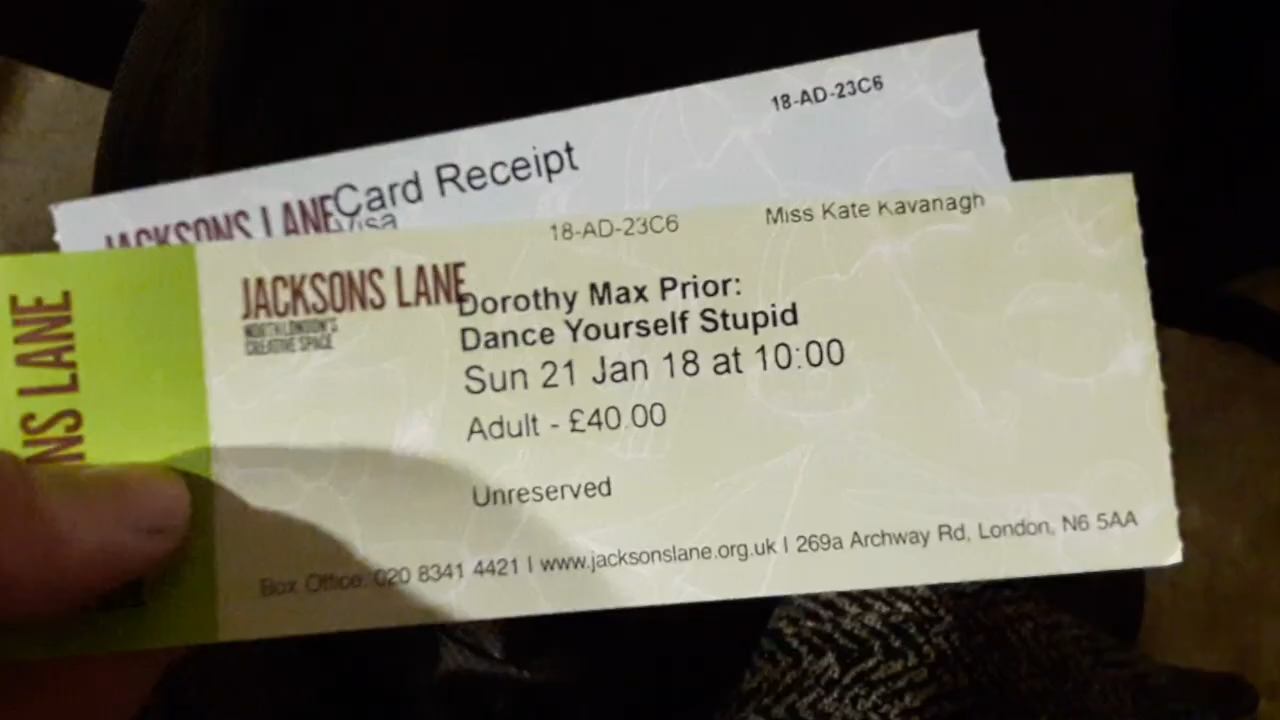 18-AD-23C6
Card Receipt
JACKSONS LANE
Visa
18-AD-23C6
Miss Kate Kavanagh
NS LANE
JACKSONS LANE
NORTH LONDON'S
CREATIVE SPACE
Dorothy Max Prior:
Dance Yourself Stupid
Sun 21 Jan 18 at 10:00
Adult - £40.00
Unreserved
Box Office: 020 8341 4421 | www.jacksonslane.org.uk | 269a Archway Rd, London, N6 5AA